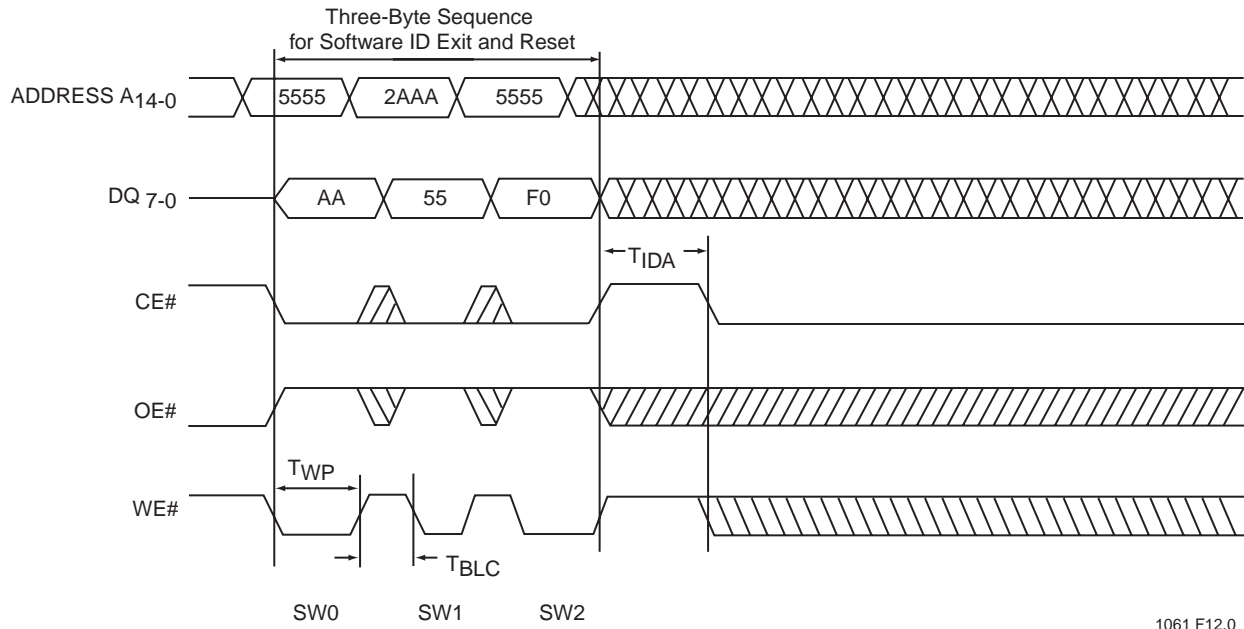 Three-Byte Sequence
for Software ID Exit and Reset
ADDRESS A14-0
5555
2AAA
5555
DQ 7-0
AA
55
F0
TIDA
CE#
OE#
TWP
WE#
TBLC
SW0
SW1
SW2
1061 F12.0